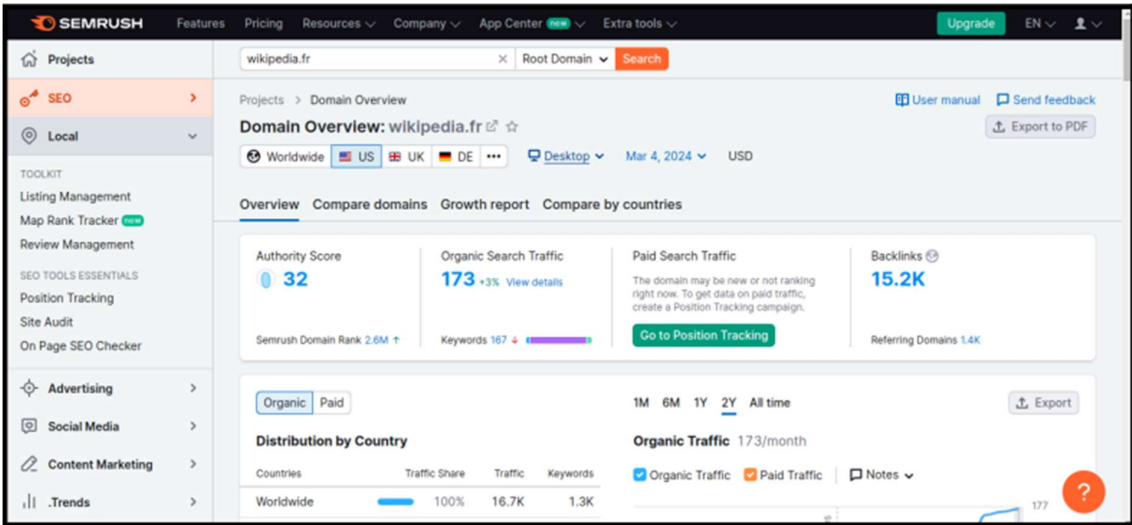 SEMRUSH Features Pricing Resources Company App Center new Extra tools Upgrade EN
Projects
wikipedia.fr × Root Domain Search
SEO
Local
TOOLKIT
Listing Management
Map Rank Tracker new
Review Management
SEO TOOLS ESSENTIALS
Position Tracking
Site Audit
On Page SEO Checker
Advertising
Social Media
Content Marketing
.Trends
Projects > Domain Overview User manual Send feedback
Domain Overview: wikipedia.fr Export to PDF
Worldwide US UK DE ••• Desktop Mar 4, 2024 USD
Overview Compare domains Growth report Compare by countries
Authority Score
32
Semrush Domain Rank 2.6M ↑
Organic Search Traffic
173 +3% View details
Keywords 167 ↓
Paid Search Traffic
The domain may be new or not ranking
right now. To get data on paid traffic,
create a Position Tracking campaign.
Go to Position Tracking
Backlinks
15.2K
Referring Domains 1.4K
Organic Paid
Distribution by Country
Countries Traffic Share Traffic Keywords
Worldwide 100% 16.7K 1.3K
1M 6M 1Y 2Y All time Export
Organic Traffic 173/month
Organic Traffic Paid Traffic Notes
177
?